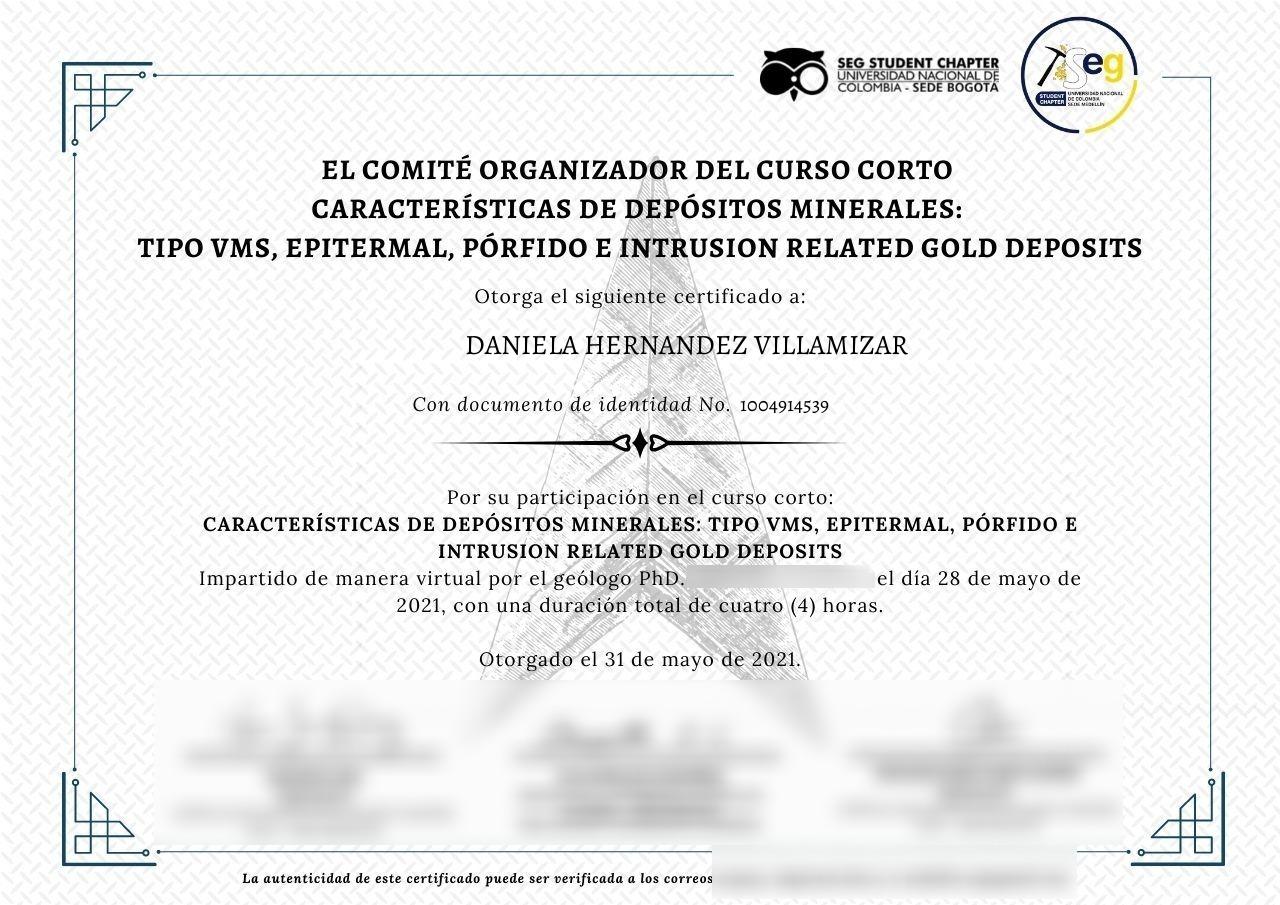 SEG STUDENT CHAPTER
UNIVERSIDAD NACIONAL DE
COLOMBIA - SEDE BOGOTÁ
Seg
STUDENT CHAPTER
UNIVERSIDAD NACIONAL
DE COLOMBIA
SEDE MEDELLÍN
EL COMITÉ ORGANIZADOR DEL CURSO CORTO
CARACTERÍSTICAS DE DEPÓSITOS MINERALES:
TIPO VMS, EPITERMAL, PÓRFIDO E INTRUSION RELATED GOLD DEPOSITS
Otorga el siguiente certificado a:
DANIELA HERNANDEZ VILLAMIZAR
Con documento de identidad No. 1004914539
Por su participación en el curso corto:
CARACTERÍSTICAS DE DEPÓSITOS MINERALES: TIPO VMS, EPITERMAL, PÓRFIDO E
INTRUSION RELATED GOLD DEPOSITS
Impartido de manera virtual por el geólogo PhD. el día 28 de mayo de
2021, con una duración total de cuatro (4) horas.
Otorgado el 31 de mayo de 2021.
La autenticidad de este certificado puede ser verificada a los correos